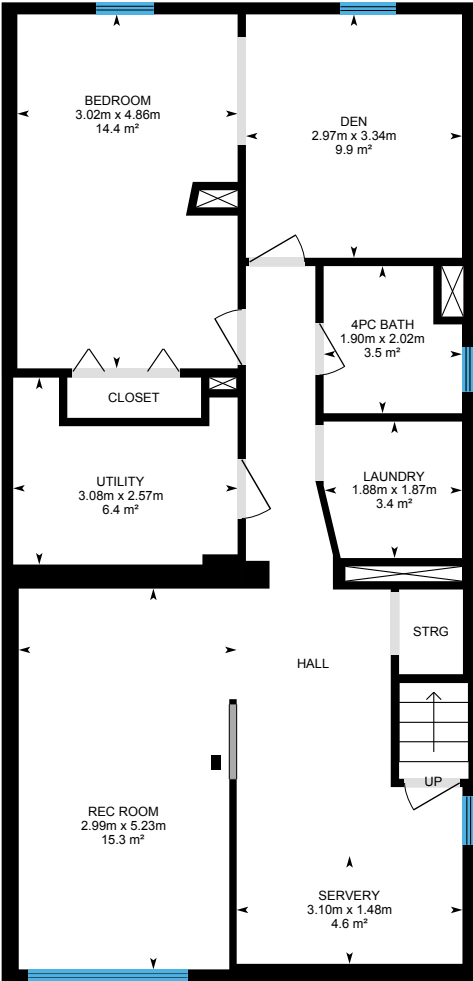 BEDROOM
3.02m x 4.86m
14.4 m²
DEN
2.97m x 3.34m
9.9 m²
4PC BATH
1.90m x 2.02m
3.5 m²
CLOSET
UTILITY
3.08m x 2.57m
6.4 m²
LAUNDRY
1.88m x 1.87m
3.4 m²
STRG
HALL
UP
REC ROOM
2.99m x 5.23m
15.3 m²
SERVERY
3.10m x 1.48m
4.6 m²